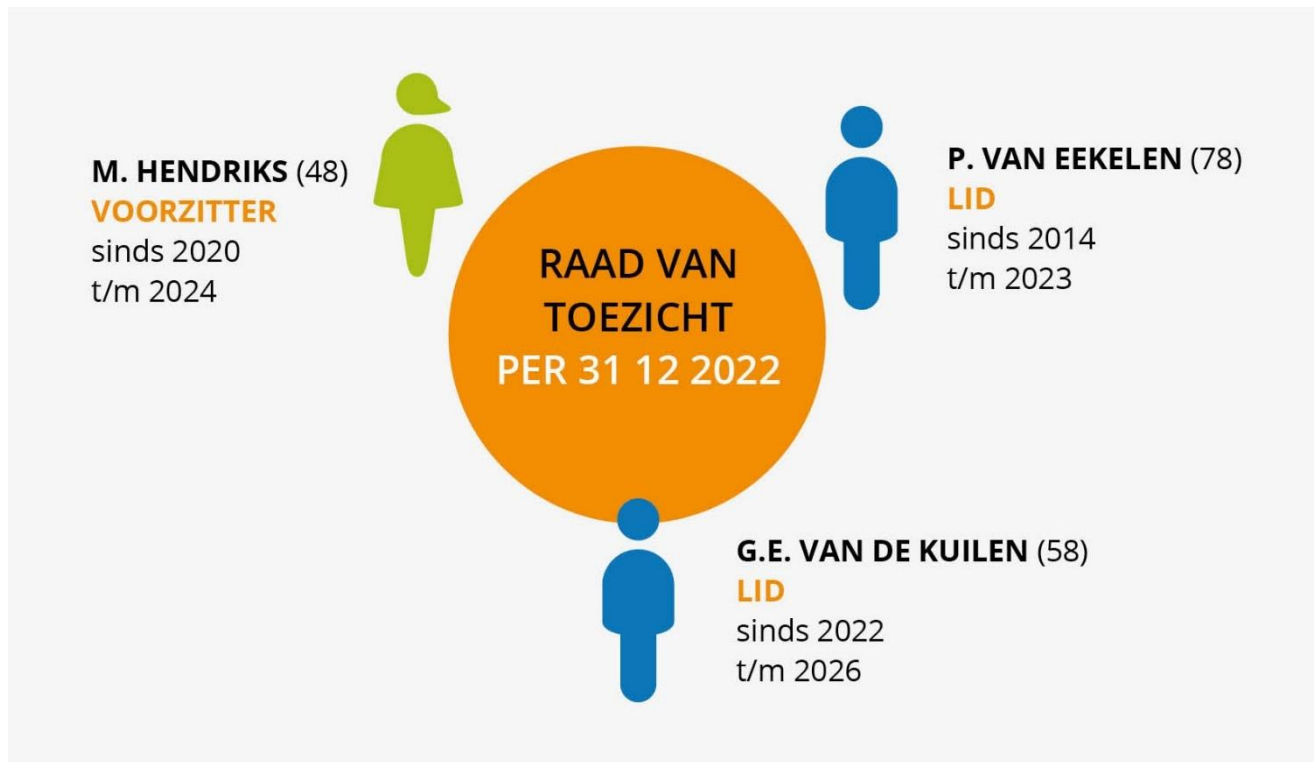 M. HENDRIKS (48)
VOORZITTER
sinds 2020
t/m 2024
RAAD VAN
TOEZICHT
PER 31 12 2022
P. VAN EEKELEN (78)
LID
sinds 2014
t/m 2023
G.E. VAN DE KUILEN (58)
LID
sinds 2022
t/m 2026